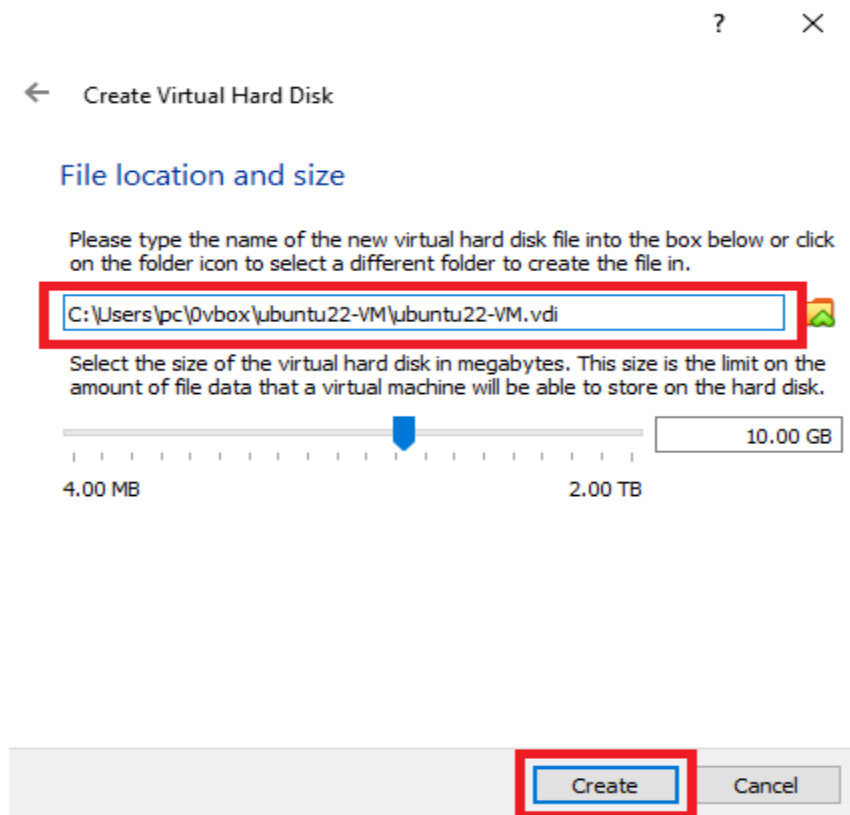 ?
Create Virtual Hard Disk
File location and size
Please type the name of the new virtual hard disk file into the box below or click
on the folder icon to select a different folder to create the file in.
C:\Users\pc\0vbox\ubuntu22-VM\ubuntu22-VM.vdi
Select the size of the virtual hard disk in megabytes. This size is the limit on the
amount of file data that a virtual machine will be able to store on the hard disk.
10.00 GB
4.00 MB 2.00 TB
Create Cancel